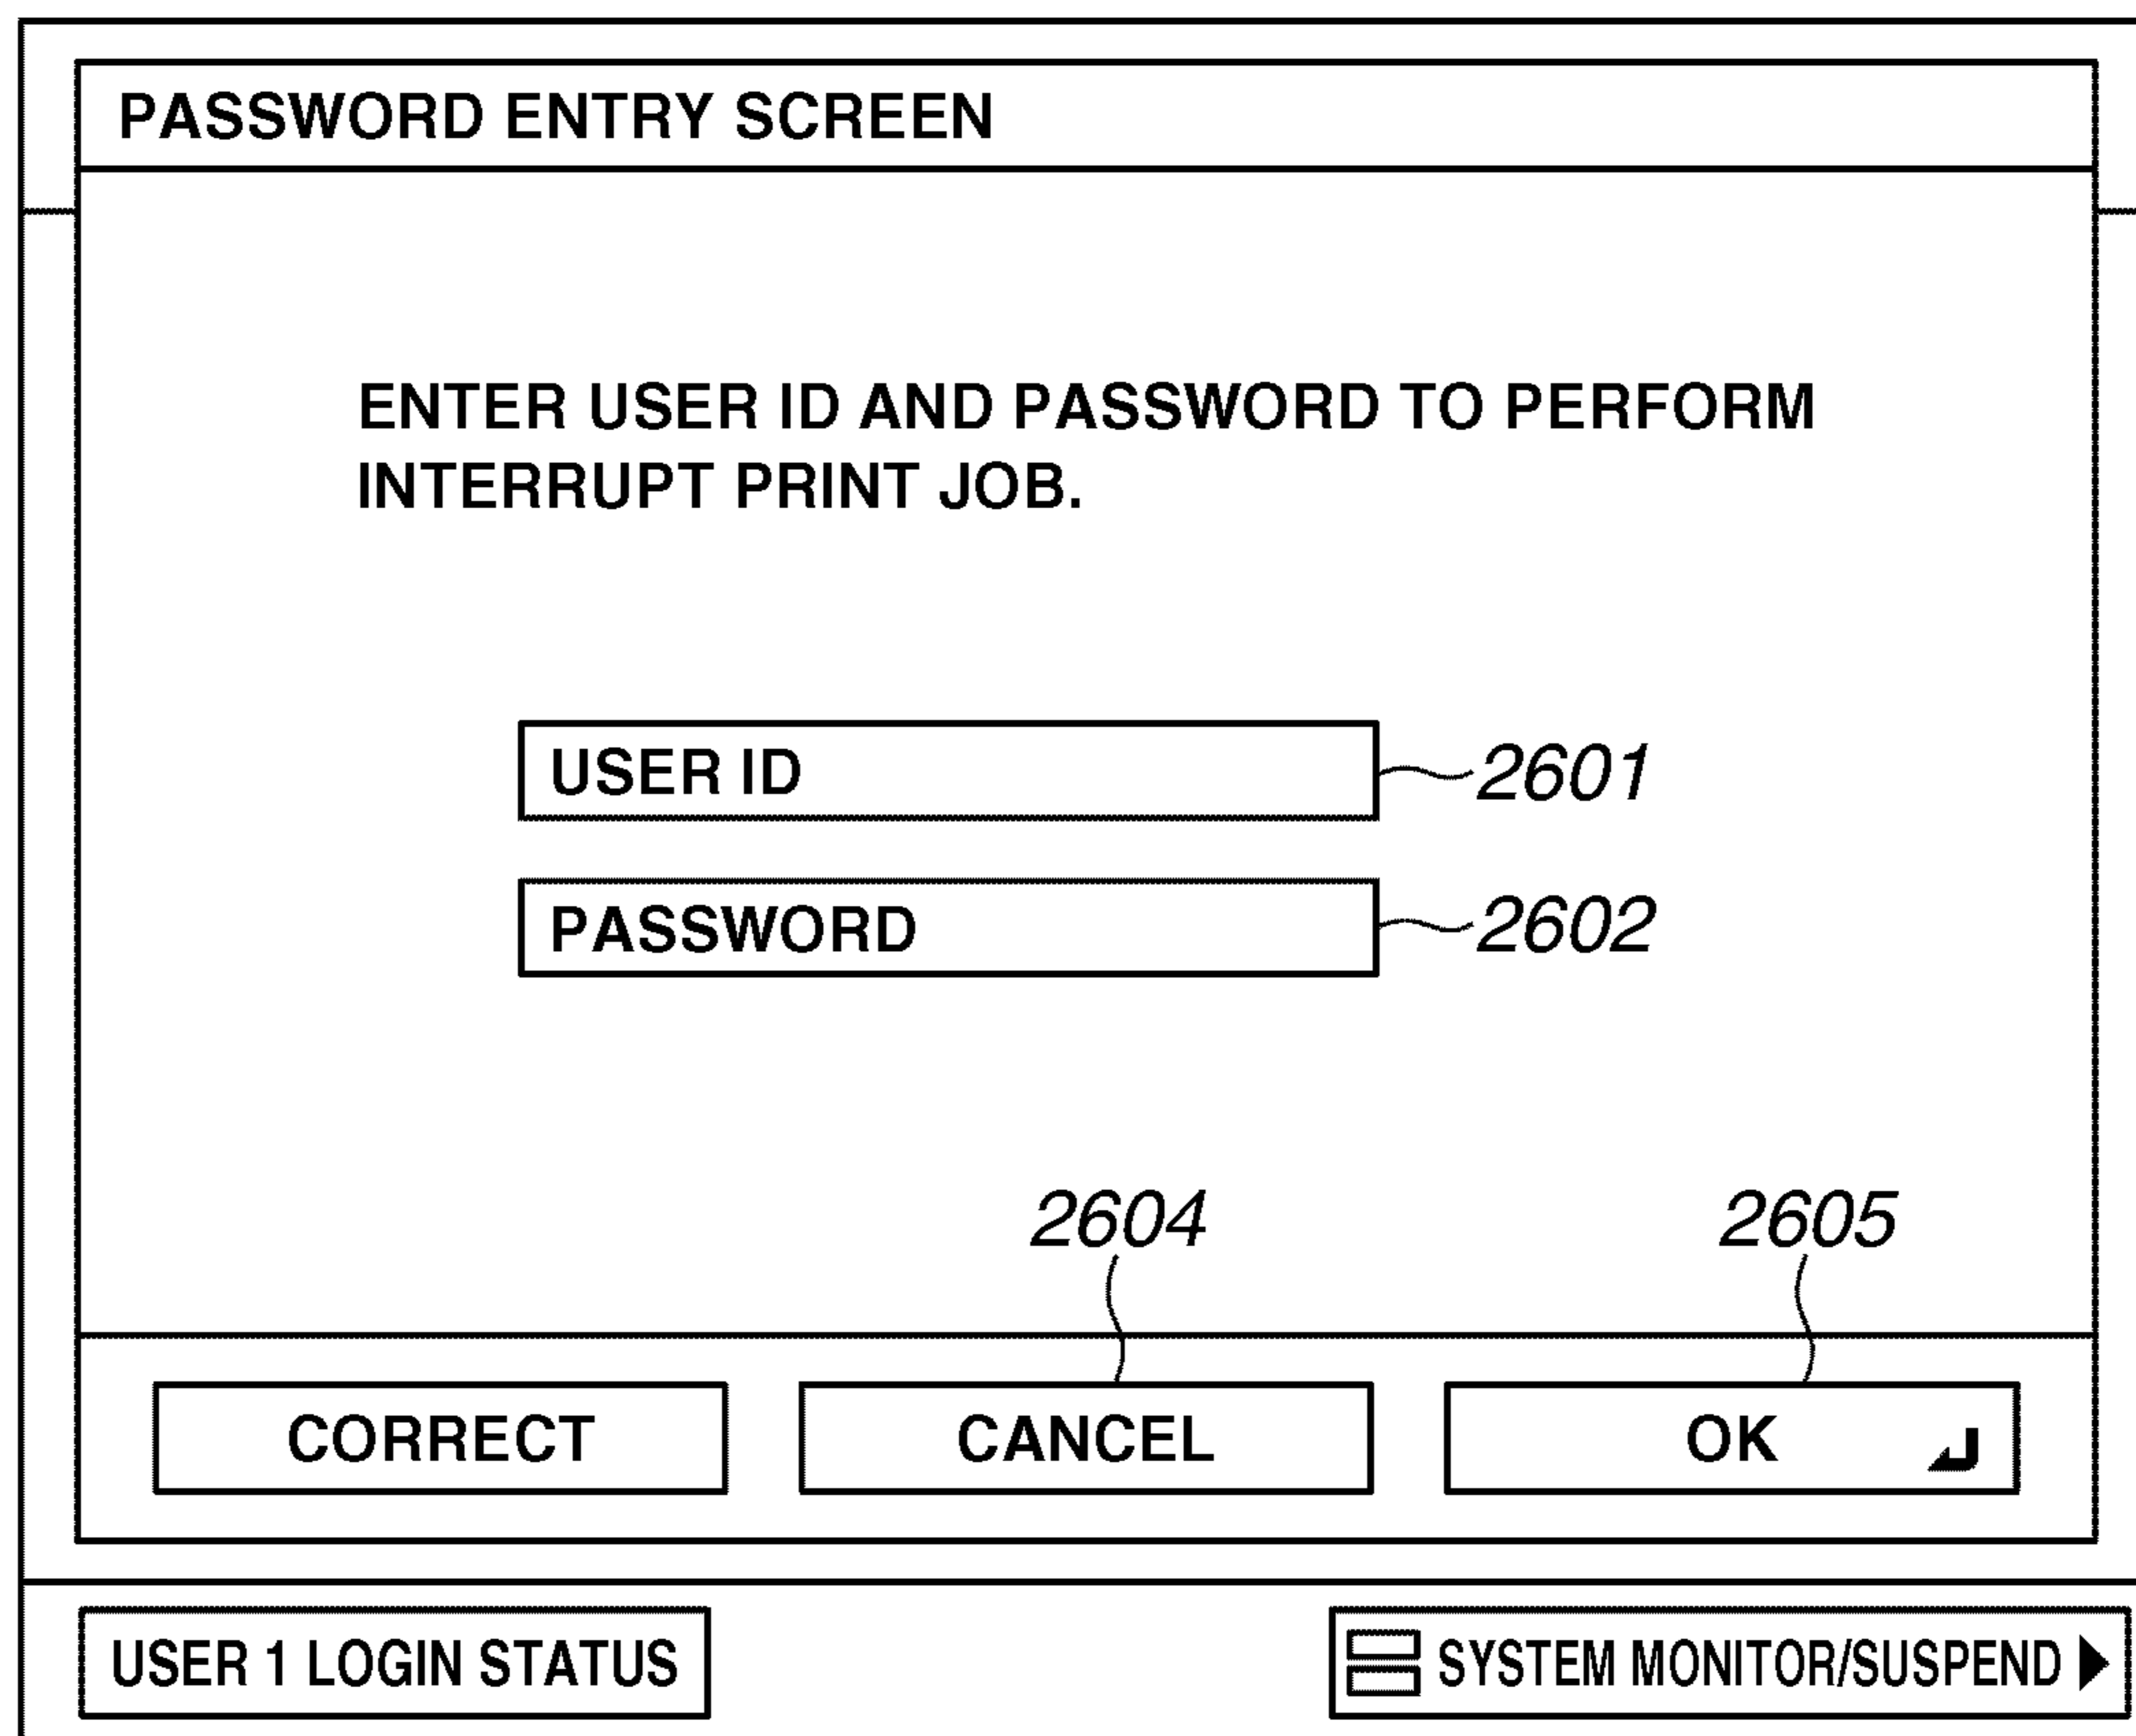 PASSWORD ENTRY SCREEN
ENTER USER ID AND PASSWORD TO PERFORM
INTERRUPT PRINT JOB.
USER ID 2601
PASSWORD 2602
2604 2605
CORRECT CANCEL OK
USER 1 LOGIN STATUS SYSTEM MONITOR/SUSPEND